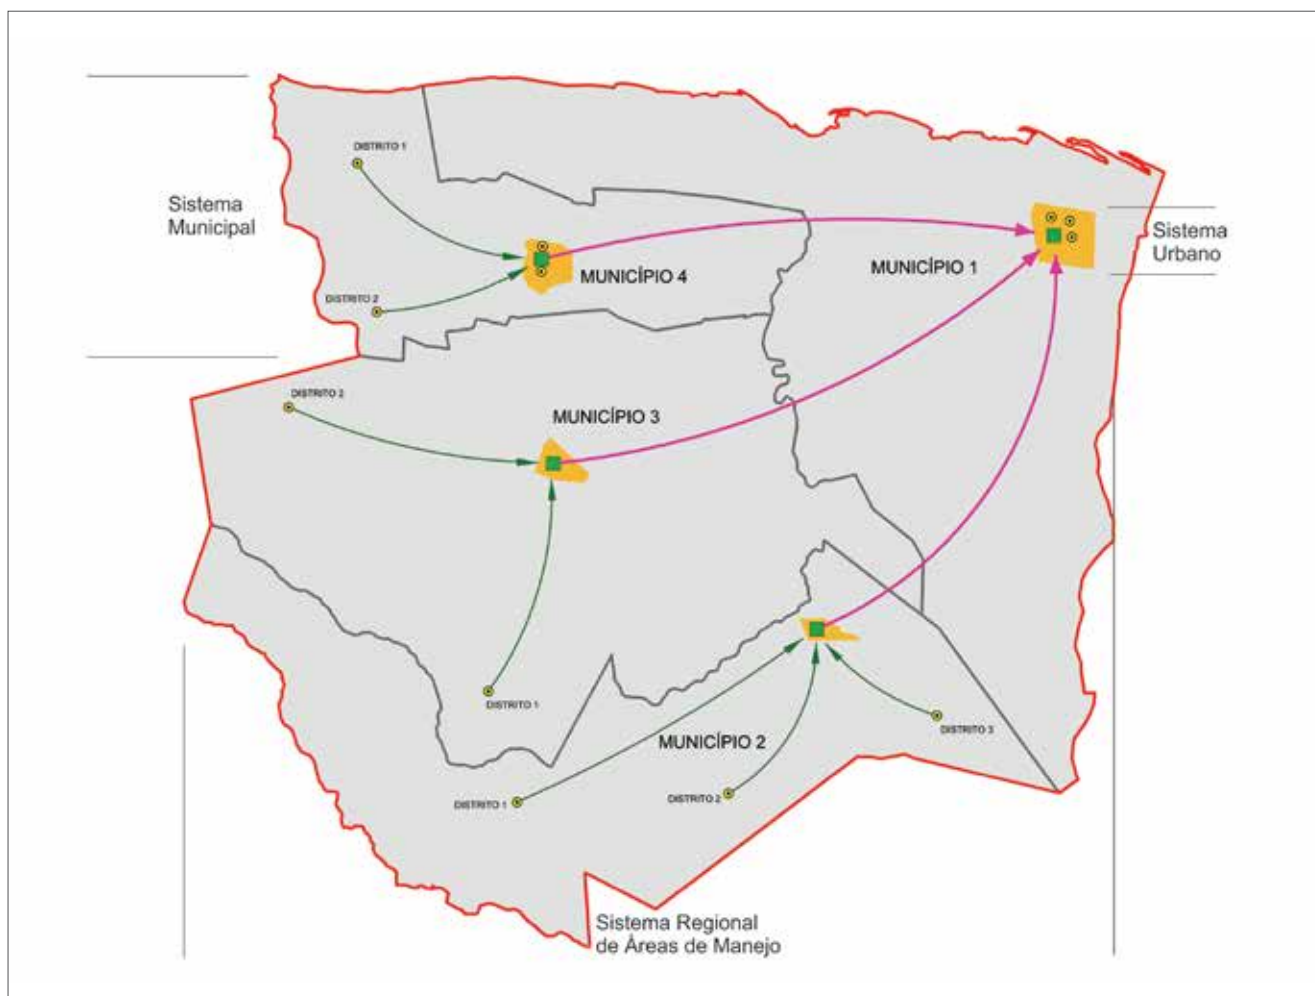 DISTRITO 1
Sistema
Municipal
Sistema
Urbano
MUNICÍPIO 4
MUNICÍPIO 1
DISTRITO 2
DISTRITO 2
MUNICÍPIO 3
DISTRITO 1
MUNICÍPIO 2
DISTRITO 3
DISTRITO 1
DISTRITO 2
Sistema Regional
de Áreas de Manejo